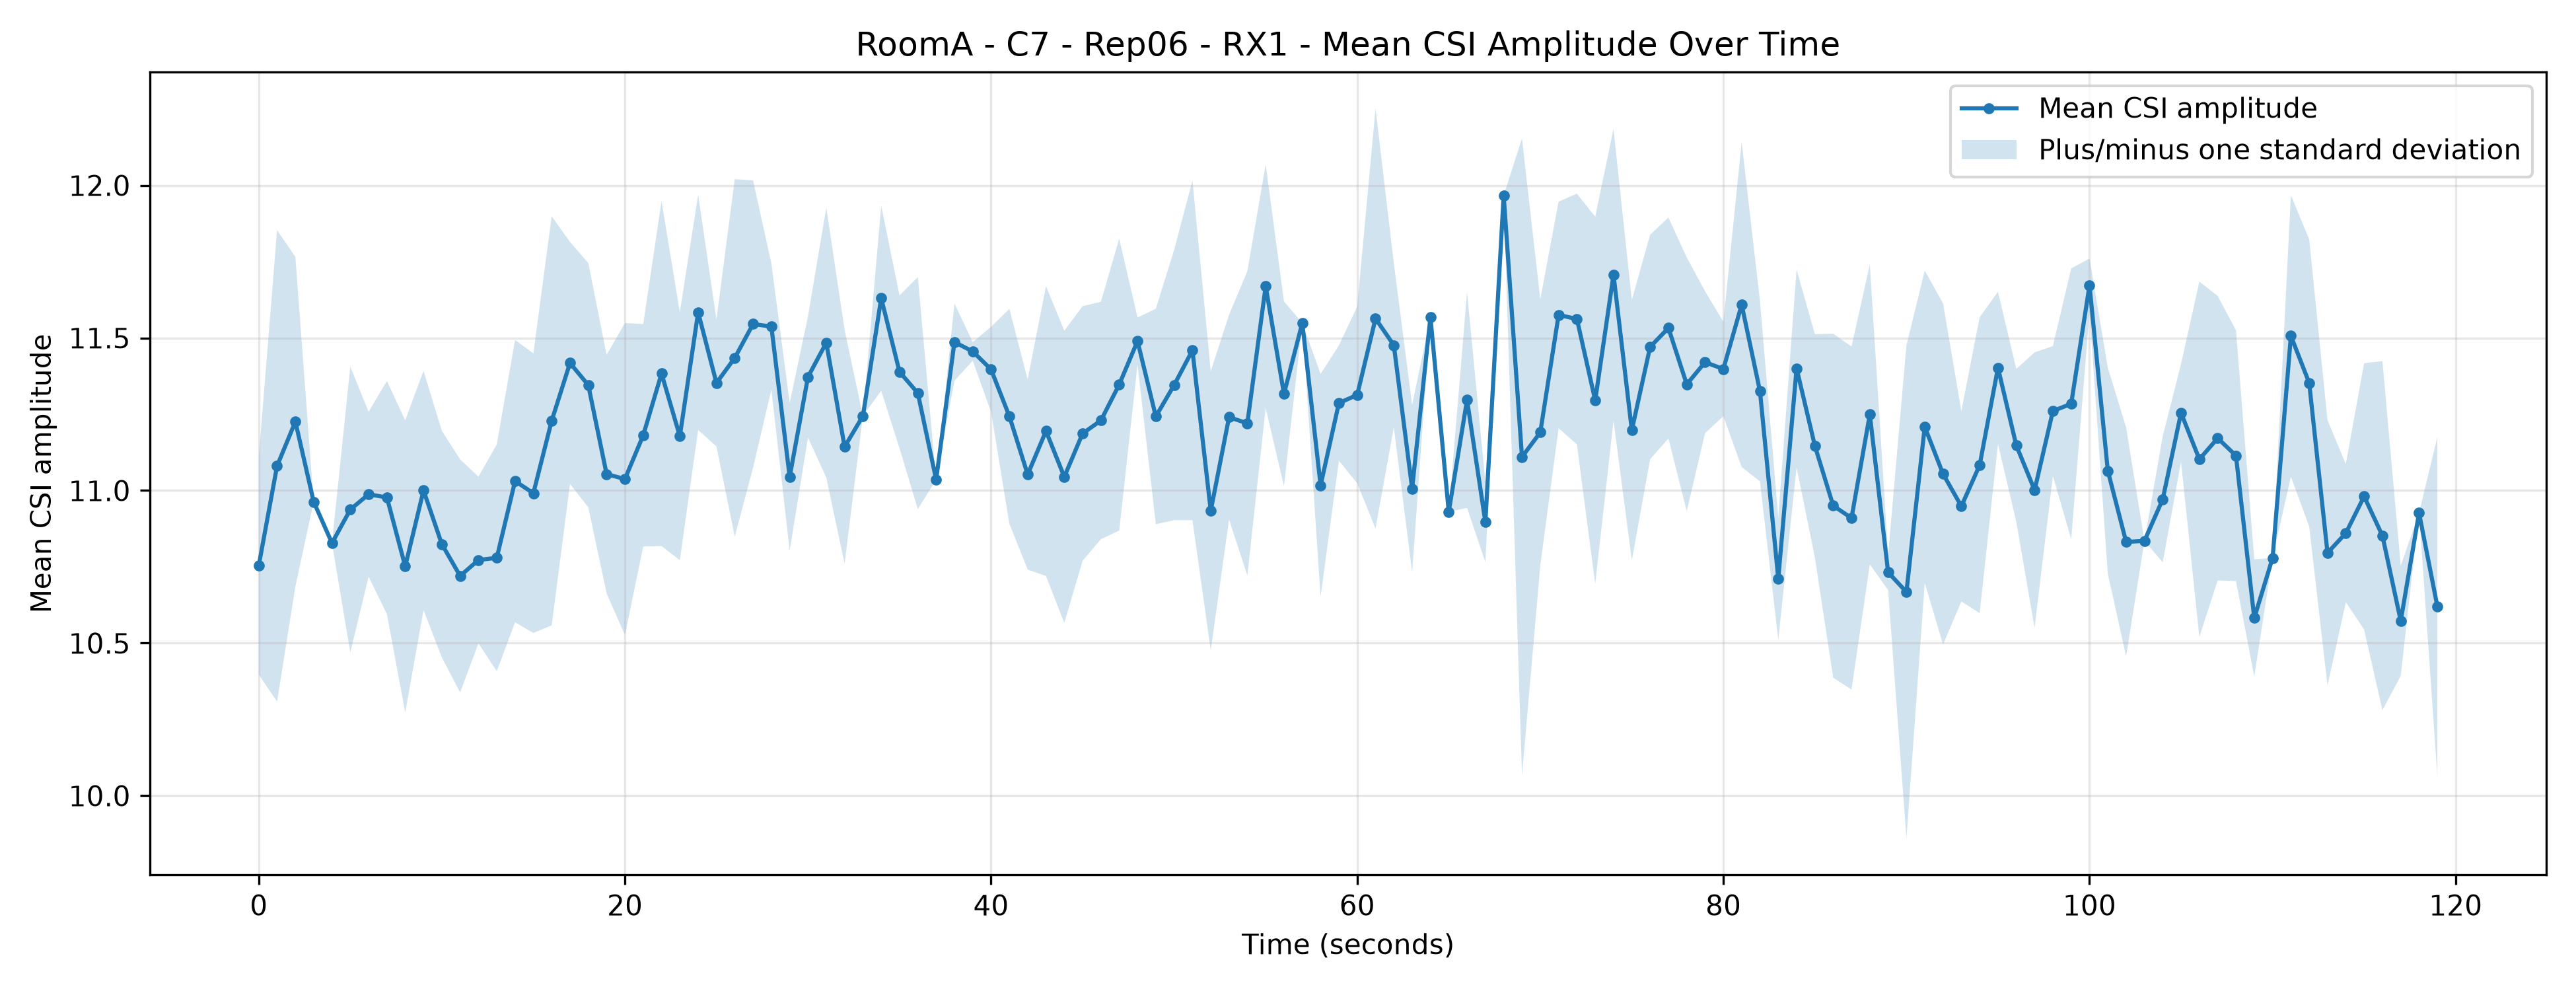 RoomA - C7 - Rep06 - RX1 - Mean CSI Amplitude Over Time
Mean CSI amplitude
Plus/minus one standard deviation
Mean CSI amplitude
12.0
11.5
11.0
10.5
10.0
0 20 40 60 80 100 120
Time (seconds)